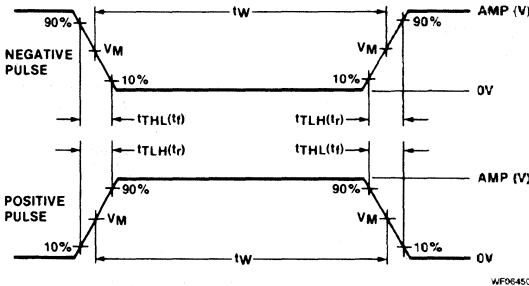 tW
AMP (V)
90%
90%
NEGATIVE
PULSE
VM
VM
10%
10%
0V
tTHL(tf)
tTLH(tr)
tTLH(tr)
tTHL(tf)
AMP (V)
90%
90%
POSITIVE
PULSE
VM
VM
10%
10%
tW
0V
WF06450